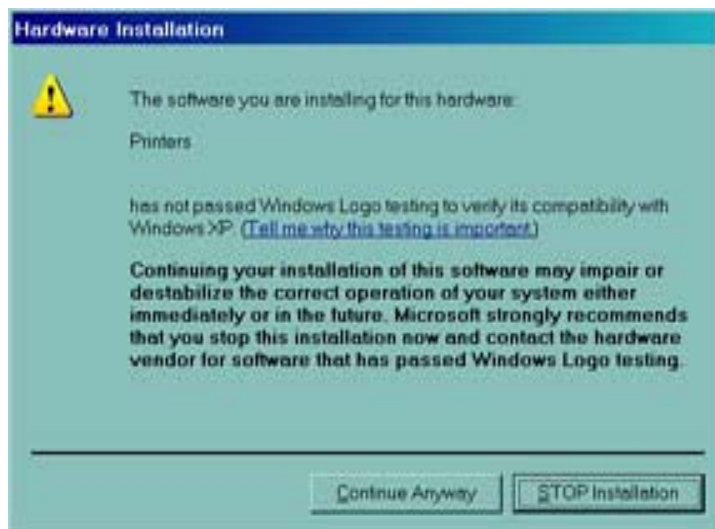 Hardware Installation
The software you are installing for this hardware:
Printers
has not passed Windows Logo testing to verify its compatibility with
Windows XP. (Tell me why this testing is important.)
Continuing your installation of this software may impair or
destabilize the correct operation of your system either
immediately or in the future. Microsoft strongly recommends
that you stop this installation now and contact the hardware
vendor for software that has passed Windows Logo testing.
Continue Anyway
STOP Installation